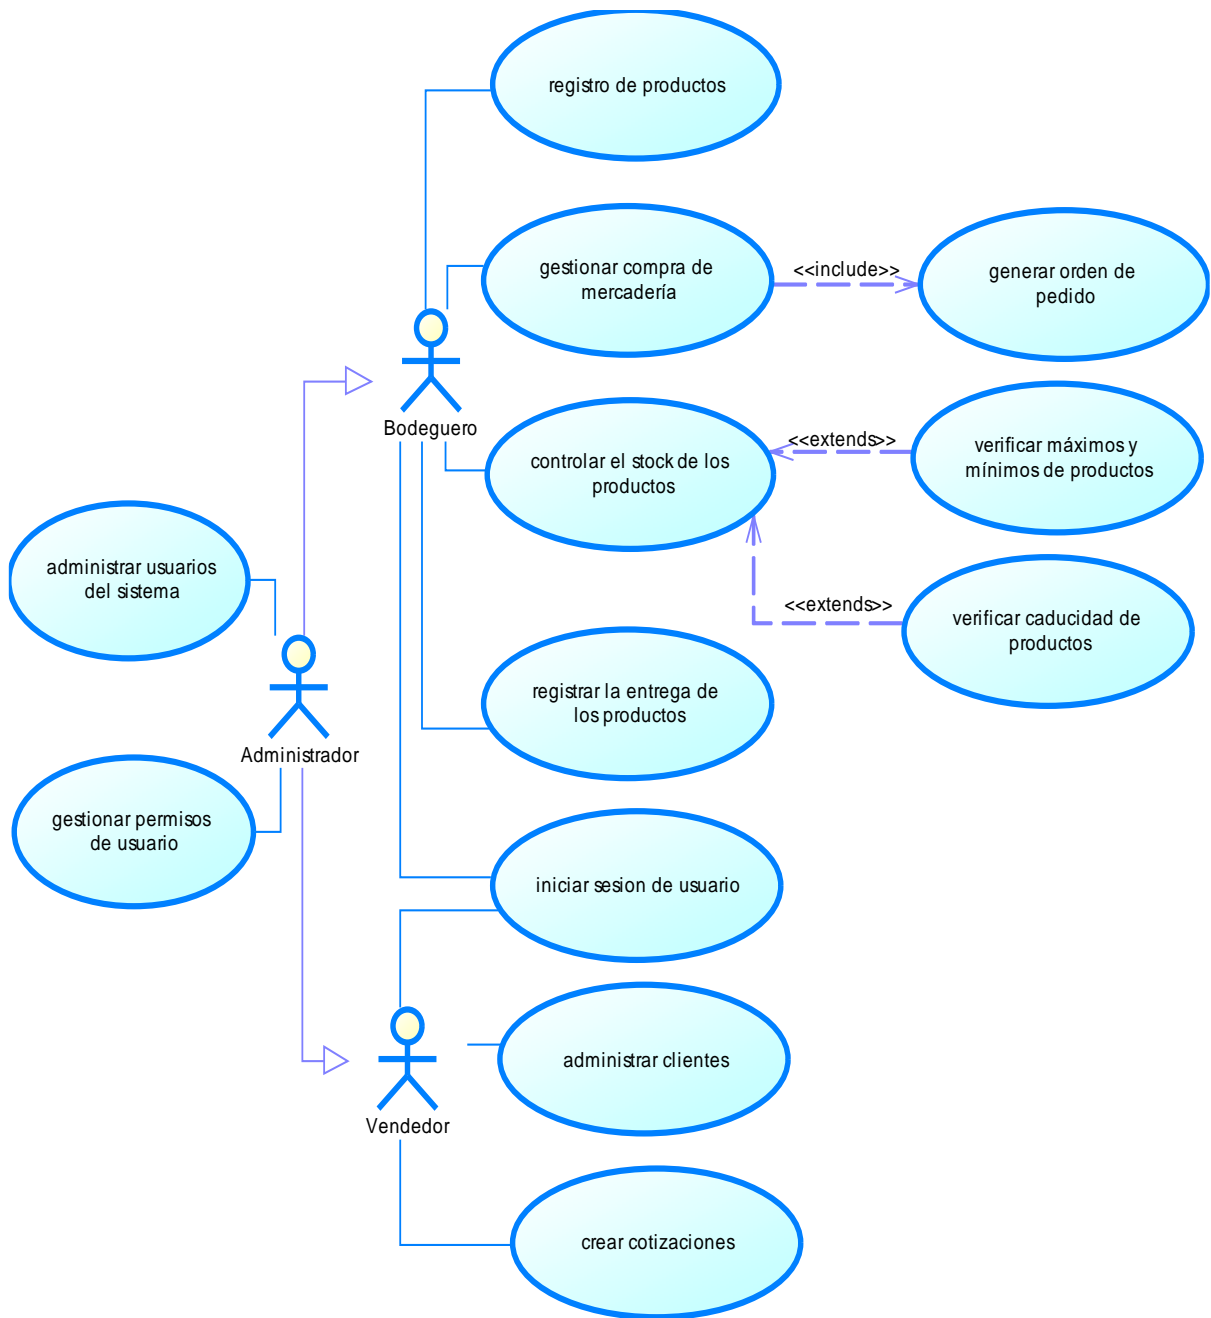 registro de productos
gestionar compra de
mercadería
<<include>>
generar orden de
pedido
Bodeguero
controlar el stock de los
productos
<<extends>>
verificar máximos y
mínimos de productos
administrar usuarios
del sistema
<<extends>>
verificar caducidad de
productos
registrar la entrega de
los productos
Administrador
gestionar permisos
de usuario
iniciar sesion de usuario
administrar clientes
Vendedor
crear cotizaciones